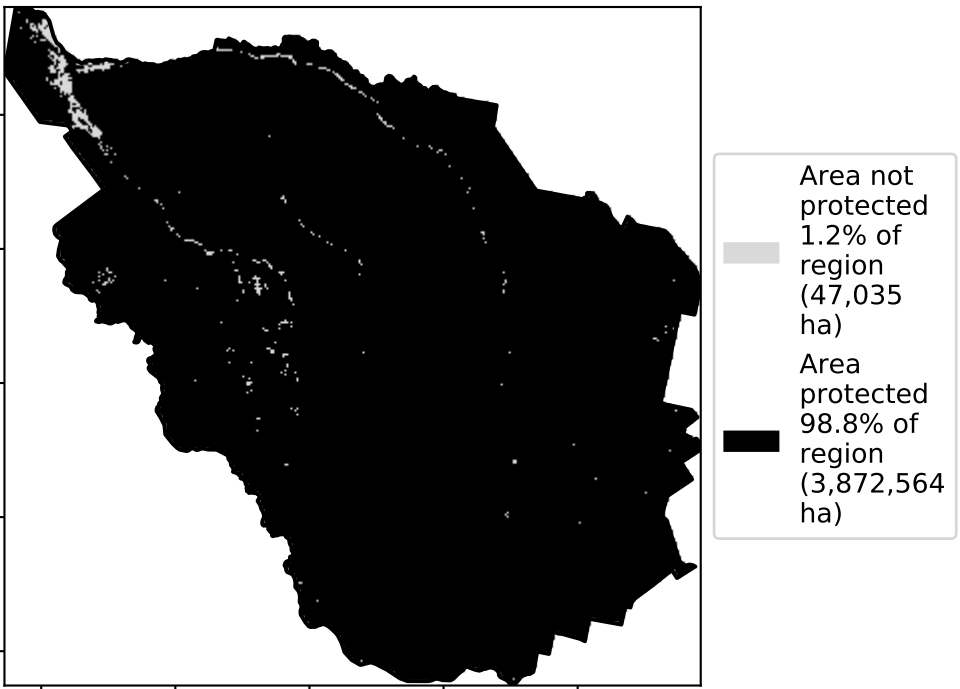 Area not
protected
1.2% of
region
(47,035
ha)
Area
protected
98.8% of
region
(3,872,564
ha)